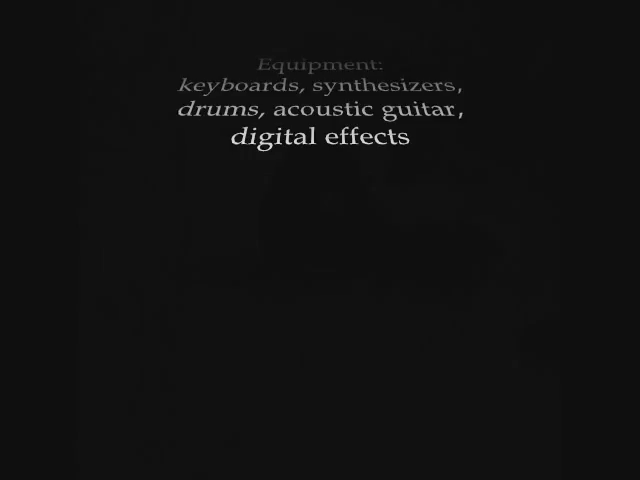 Equipment:
keyboards, synthesizers,
drums, acoustic guitar,
digital effects